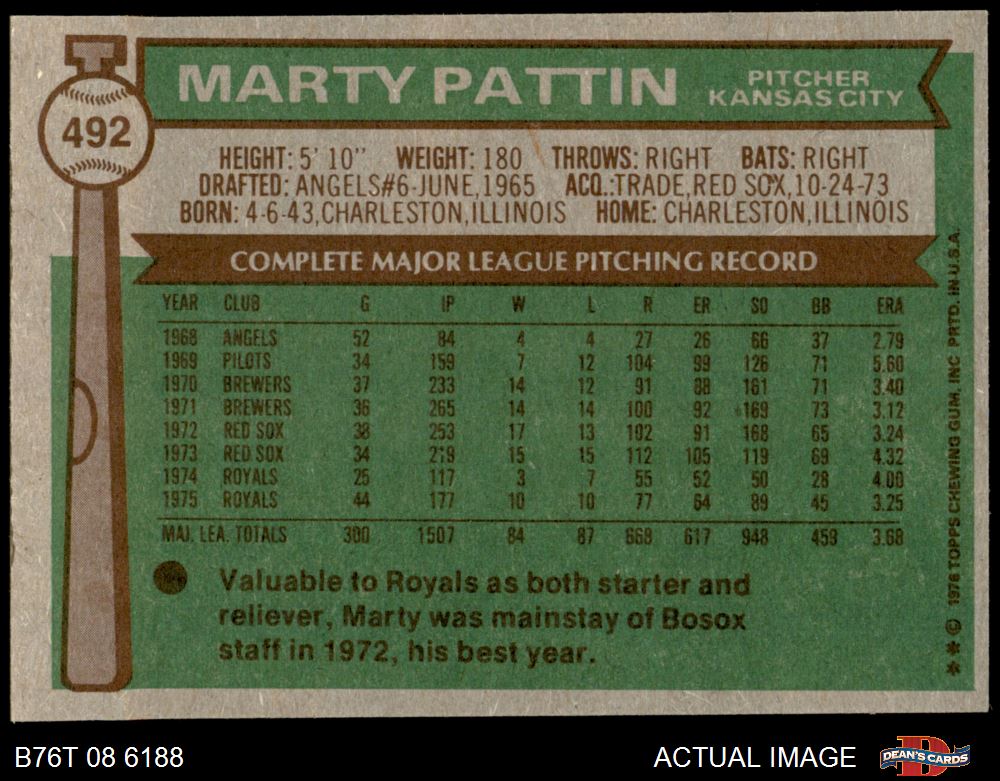 MARTY PATTIN
PITCHER
KANSAS CITY
492
HEIGHT: 5' 10" WEIGHT: 180 THROWS: RIGHT BATS: RIGHT
DRAFTED: ANGELS#6-JUNE,1965 ACQ.:TRADE,RED SOX,10-24-73
BORN: 4-6-43,CHARLESTON,ILLINOIS HOME: CHARLESTON,ILLINOIS
COMPLETE MAJOR LEAGUE PITCHING RECORD
YEAR CLUB G IP W L R ER SO BB ERA
1968 ANGELS 52 84 4 4 27 26 66 37 2.79
1969 PILOTS 34 159 7 12 104 99 126 71 5.60
1970 BREWERS 37 233 14 12 91 88 161 71 3.40
1971 BREWERS 36 265 14 14 100 92 169 73 3.12
1972 RED SOX 38 253 17 13 102 91 168 65 3.24
1973 RED SOX 34 219 15 15 112 105 119 69 4.32
1974 ROYALS 25 117 3 7 55 52 50 28 4.00
1975 ROYALS 44 177 10 10 77 64 89 45 3.25
MAJ. LEA. TOTALS 300 1507 84 87 668 617 948 459 3.68
Valuable to Royals as both starter and
reliever, Marty was mainstay of Bosox
staff in 1972, his best year.
** © 1976 TOPPS CHEWING GUM, INC PRTD. IN U.S.A.
B76T 08 6188
ACTUAL IMAGE
DEAN'S CARDS